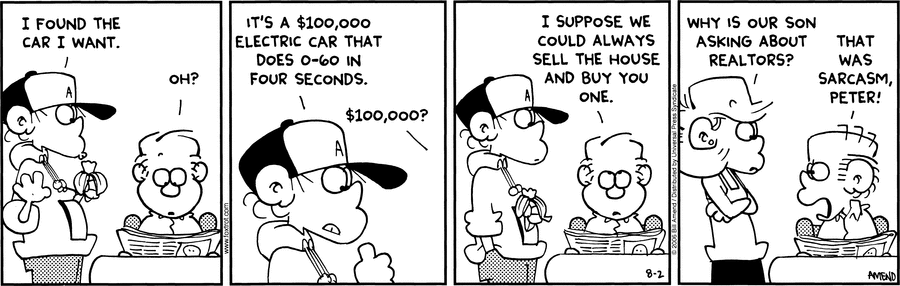 I FOUND THE
CAR I WANT.
OH?
A
www.foxtrot.com
IT'S A $100,000
ELECTRIC CAR THAT
DOES 0-60 IN
FOUR SECONDS.
$100,000?
A
I SUPPOSE WE
COULD ALWAYS
SELL THE HOUSE
AND BUY YOU
ONE.
A
8-2
© 2006 Bill Amend / Distributed by Universal Press Syndicate
WHY IS OUR SON
ASKING ABOUT
REALTORS?
THAT
WAS
SARCASM,
PETER!
AMEND